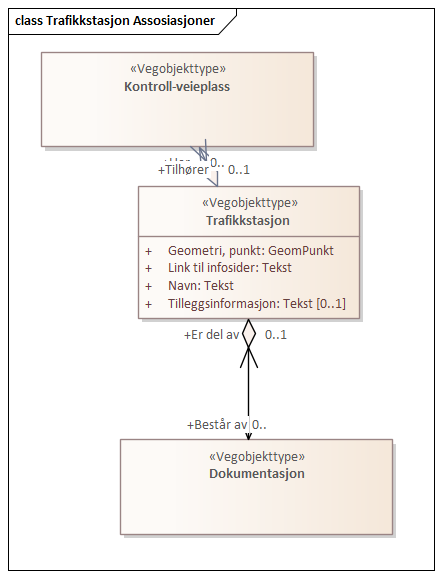 class Trafikkstasjon Assosiasjoner
«Vegobjekttype»
Kontroll-veieplass
0..
+Tilhører 0..1
«Vegobjekttype»
Trafikkstasjon
+ Geometri, punkt: GeomPunkt
+ Link til infosider: Tekst
+ Navn: Tekst
+ Tilleggsinformasjon: Tekst [0..1]
+Er del av 0..1
+Består av 0..
«Vegobjekttype»
Dokumentasjon